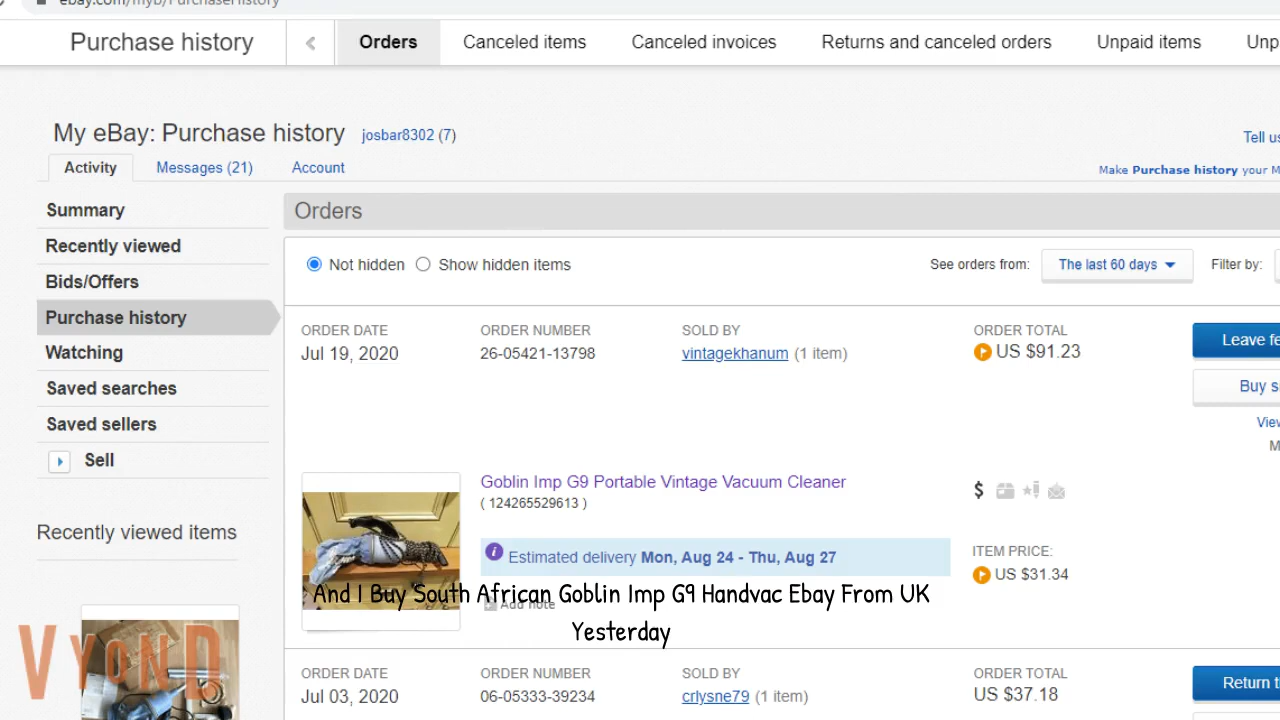 ebay.com/myb/PurchaseHistory
Purchase history
Orders
Canceled items
Canceled invoices
Returns and canceled orders
Unpaid items
My eBay: Purchase history
josbar8302 (7)
Activity
Messages (21)
Account
Make Purchase history your
Summary
Recently viewed
Bids/Offers
Purchase history
Watching
Saved searches
Saved sellers
Sell
Recently viewed items
Orders
Not hidden
Show hidden items
See orders from:
The last 60 days
Filter by:
ORDER DATE
Jul 19, 2020
ORDER NUMBER
26-05421-13798
SOLD BY
vintagekhanum (1 item)
ORDER TOTAL
US $91.23
Leave
Buy
Goblin Imp G9 Portable Vintage Vacuum Cleaner
( 124265529613 )
Estimated delivery Mon, Aug 24 - Thu, Aug 27
Add note
ITEM PRICE:
US $31.34
And I Buy South African Goblin Imp G9 Handvac Ebay From UK
Yesterday
ORDER DATE
Jul 03, 2020
ORDER NUMBER
06-05333-39234
SOLD BY
crlysne79 (1 item)
ORDER TOTAL
US $37.18
Return
VYOND